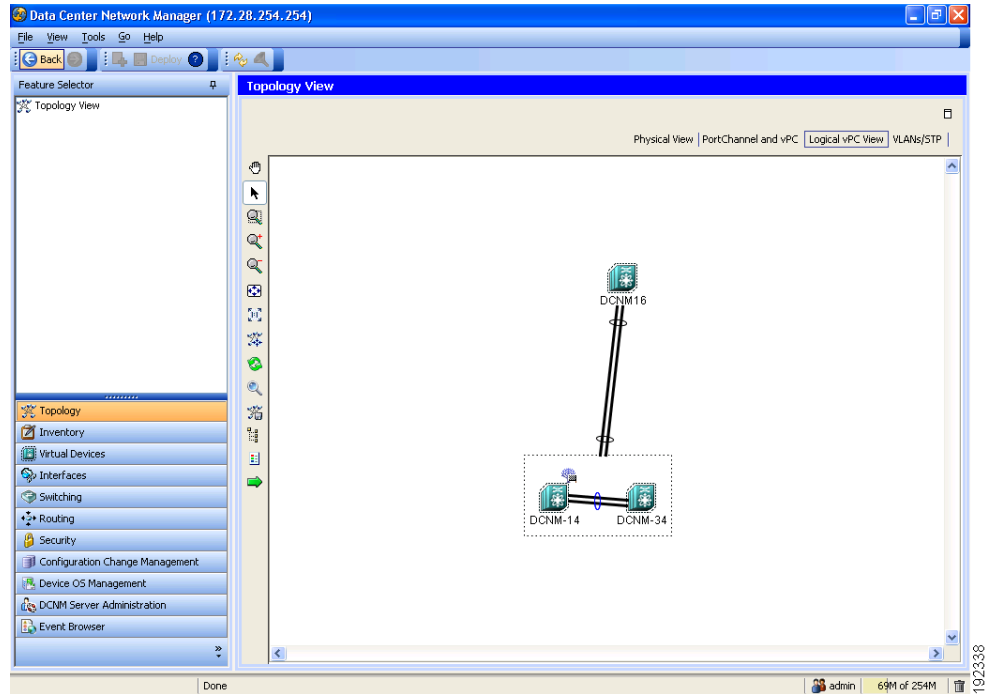 Data Center Network Manager (172.28.254.254)
File View Tools Go Help
Back Deploy
Feature Selector
Topology View
Topology View
Physical View PortChannel and vPC Logical vPC View VLANs/STP
DCNM16
DCNM-14 DCNM-34
Topology
Inventory
Virtual Devices
Interfaces
Switching
Routing
Security
Configuration Change Management
Device OS Management
DCNM Server Administration
Event Browser
Done
admin 69M of 254M
192338